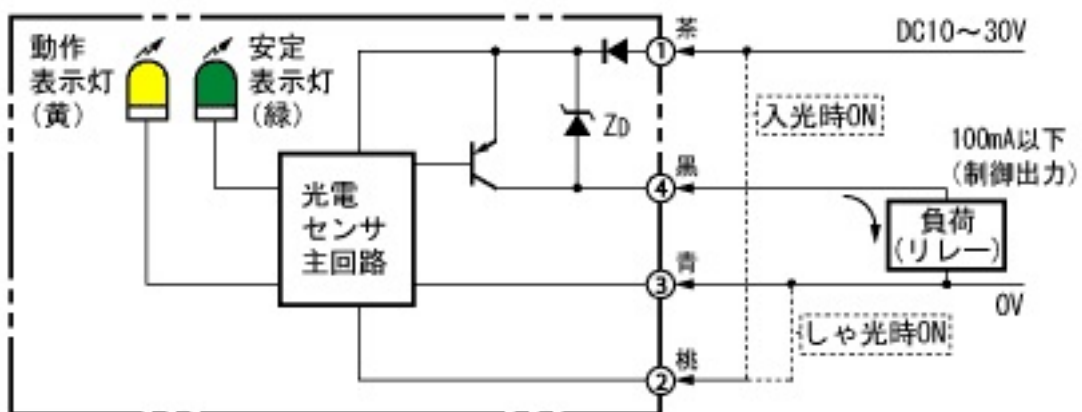 動作
表示灯
(黄)
安定
表示灯
(緑)
光電
センサ
主回路
ZD
①
茶
DC10～30V
入光時ON
100mA以下
(制御出力)
④
黒
負荷
(リレー)
③
青
0V
しゃ光時ON
②
桃